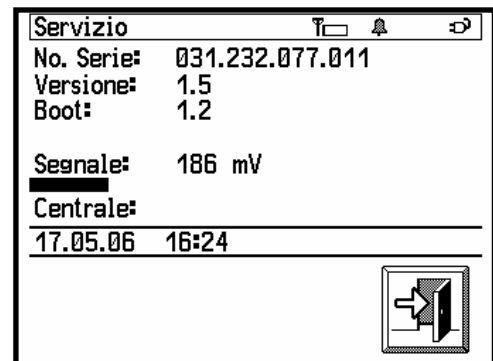 Servizio
No. Serie: 031.232.077.011
Versione: 1.5
Boot: 1.2
Segnale: 186 mV
Centrale:
17.05.06 16:24